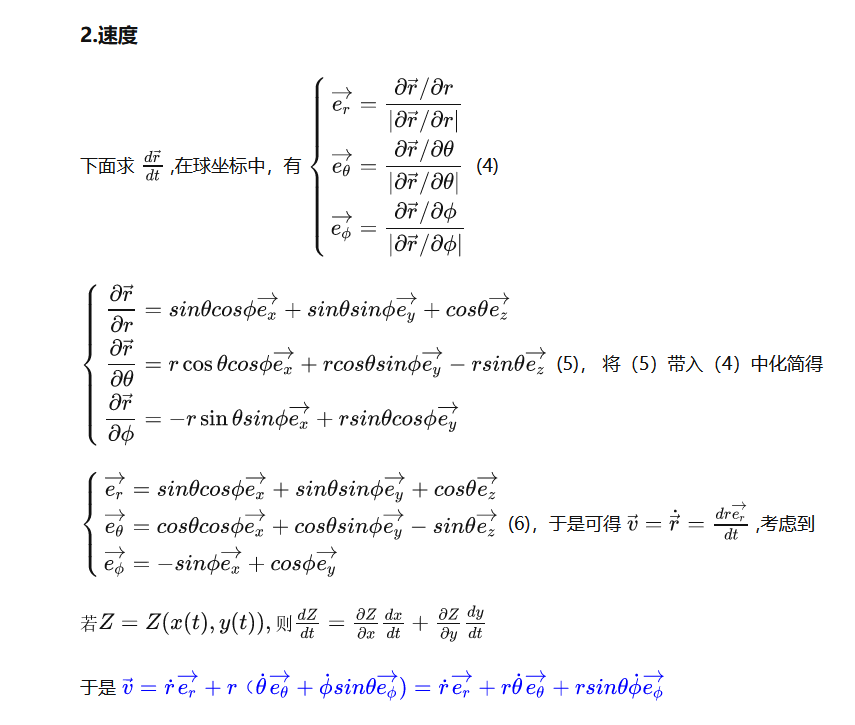 2.速度
下面求 $\frac{d\vec{r}}{dt}$ ,在球坐标中，有 $\begin{cases} \overrightarrow{e_r} = \dfrac{\partial\vec{r}/\partial r}{|\partial\vec{r}/\partial r|} \\ \overrightarrow{e_\theta} = \dfrac{\partial\vec{r}/\partial\theta}{|\partial\vec{r}/\partial\theta|} \\ \overrightarrow{e_\phi} = \dfrac{\partial\vec{r}/\partial\phi}{|\partial\vec{r}/\partial\phi|} \end{cases}$ (4)
$\begin{cases} \dfrac{\partial\vec{r}}{\partial r} = sin\theta cos\phi\overrightarrow{e_x} + sin\theta sin\phi\overrightarrow{e_y} + cos\theta\overrightarrow{e_z} \\ \dfrac{\partial\vec{r}}{\partial\theta} = r\cos\theta cos\phi\overrightarrow{e_x} + rcos\theta sin\phi\overrightarrow{e_y} - rsin\theta\overrightarrow{e_z} \\ \dfrac{\partial\vec{r}}{\partial\phi} = -r\sin\theta sin\phi\overrightarrow{e_x} + rsin\theta cos\phi\overrightarrow{e_y} \end{cases}$ (5)， 将（5）带入（4）中化简得
$\begin{cases} \overrightarrow{e_r} = sin\theta cos\phi\overrightarrow{e_x} + sin\theta sin\phi\overrightarrow{e_y} + cos\theta\overrightarrow{e_z} \\ \overrightarrow{e_\theta} = cos\theta cos\phi\overrightarrow{e_x} + cos\theta sin\phi\overrightarrow{e_y} - sin\theta\overrightarrow{e_z} \\ \overrightarrow{e_\phi} = -sin\phi\overrightarrow{e_x} + cos\phi\overrightarrow{e_y} \end{cases}$ (6)，于是可得 $\vec{v} = \dot{\vec{r}} = \frac{dr\overrightarrow{e_r}}{dt}$ ,考虑到
若$Z = Z(x(t), y(t))$, 则$\frac{dZ}{dt} = \frac{\partial Z}{\partial x}\frac{dx}{dt} + \frac{\partial Z}{\partial y}\frac{dy}{dt}$
于是 $\vec{v} = \dot{r}\overrightarrow{e_r} + r（\dot{\theta}\overrightarrow{e_\theta} + \dot{\phi}sin\theta\overrightarrow{e_\phi}) = \dot{r}\overrightarrow{e_r} + r\dot{\theta}\overrightarrow{e_\theta} + rsin\theta\dot{\phi}\overrightarrow{e_\phi}$